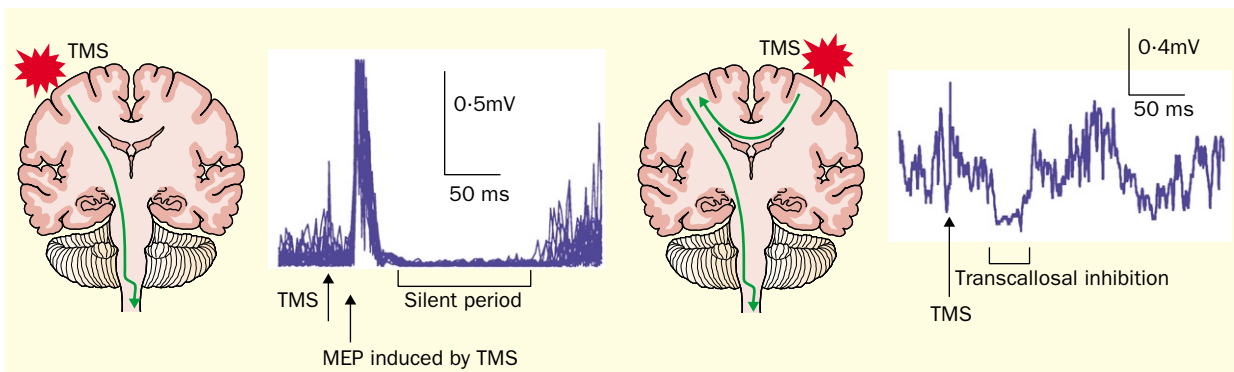 TMS
0·5mV
50 ms
TMS
Silent period
MEP induced by TMS
TMS
0·4mV
50 ms
Transcallosal inhibition
TMS